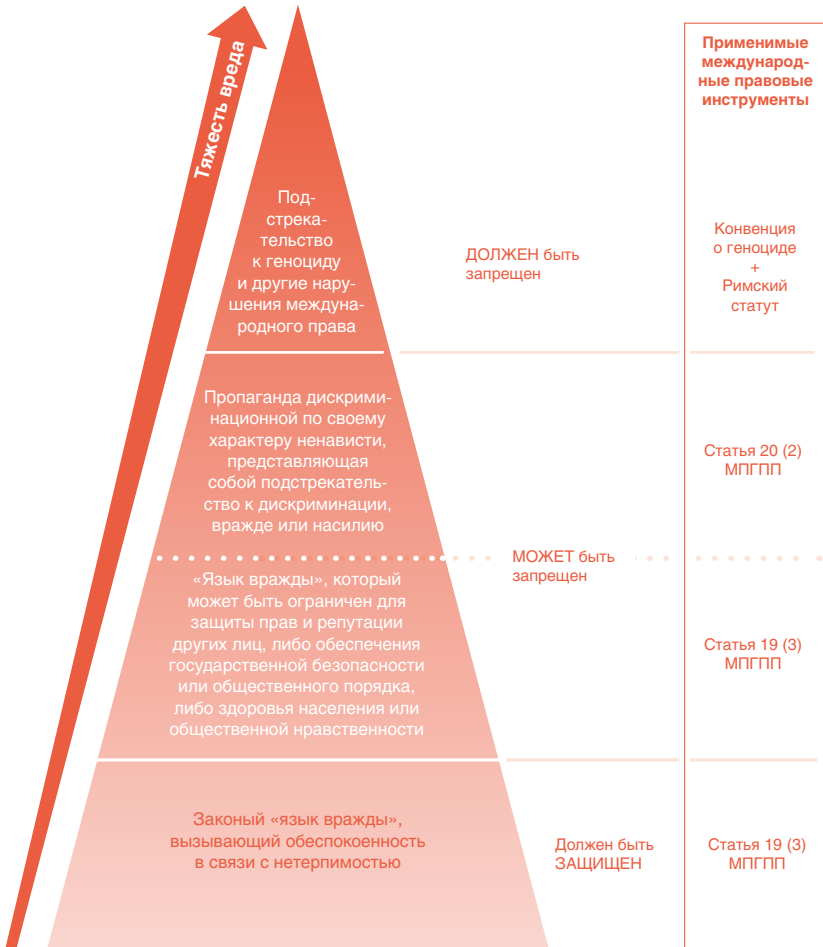 Тяжесть вреда
Применимые
международ-
ные правовые
инструменты
Под-
стрека-
тельство
к геноциду
и другие нару-
шения междуна-
родного права
ДОЛЖЕН быть
запрещен
Конвенция
о геноциде
+
Римский
статут
Пропаганда дискрими-
национной по своему
характеру ненависти,
представляющая
собой подстрекатель-
ство к дискриминации,
вражде или насилию
Статья 20 (2)
МПГПП
МОЖЕТ быть
запрещен
«Язык вражды», который
может быть ограничен для
защиты прав и репутации
других лиц, либо обеспечения
государственной безопасности
или общественного порядка,
либо здоровья населения или
общественной нравственности
Статья 19 (3)
МПГПП
Законый «язык вражды»,
вызывающий обеспокоенность
в связи с нетерпимостью
Должен быть
ЗАЩИЩЕН
Статья 19 (3)
МПГПП